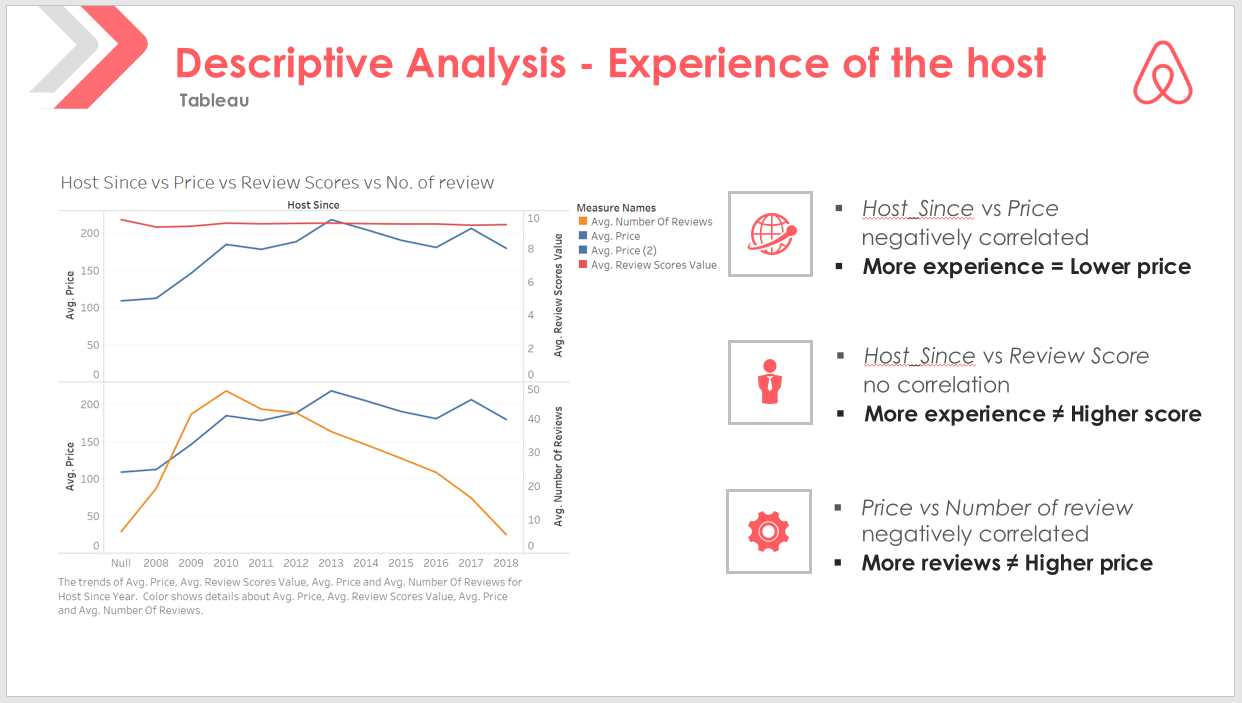 Descriptive Analysis - Experience of the host
Tableau
Host Since vs Price vs Review Scores vs No. of review
Host Since
Avg. Price
200
150
100
50
0
10
8
6
4
2
0
Avg. Review Scores Value
Avg. Price
200
150
100
50
0
50
40
30
20
10
0
Avg. Number Of Reviews
Null 2008 2009 2010 2011 2012 2013 2014 2015 2016 2017 2018
The trends of Avg. Price, Avg. Review Scores Value, Avg. Price and Avg. Number Of Reviews for
Host Since Year. Color shows details about Avg. Price, Avg. Review Scores Value, Avg. Price
and Avg. Number Of Reviews.
Measure Names
Avg. Number Of Reviews
Avg. Price
Avg. Price (2)
Avg. Review Scores Value
▪ Host_Since vs Price
negatively correlated
▪ More experience = Lower price
▪ Host_Since vs Review Score
no correlation
▪ More experience ≠ Higher score
▪ Price vs Number of review
negatively correlated
▪ More reviews ≠ Higher price